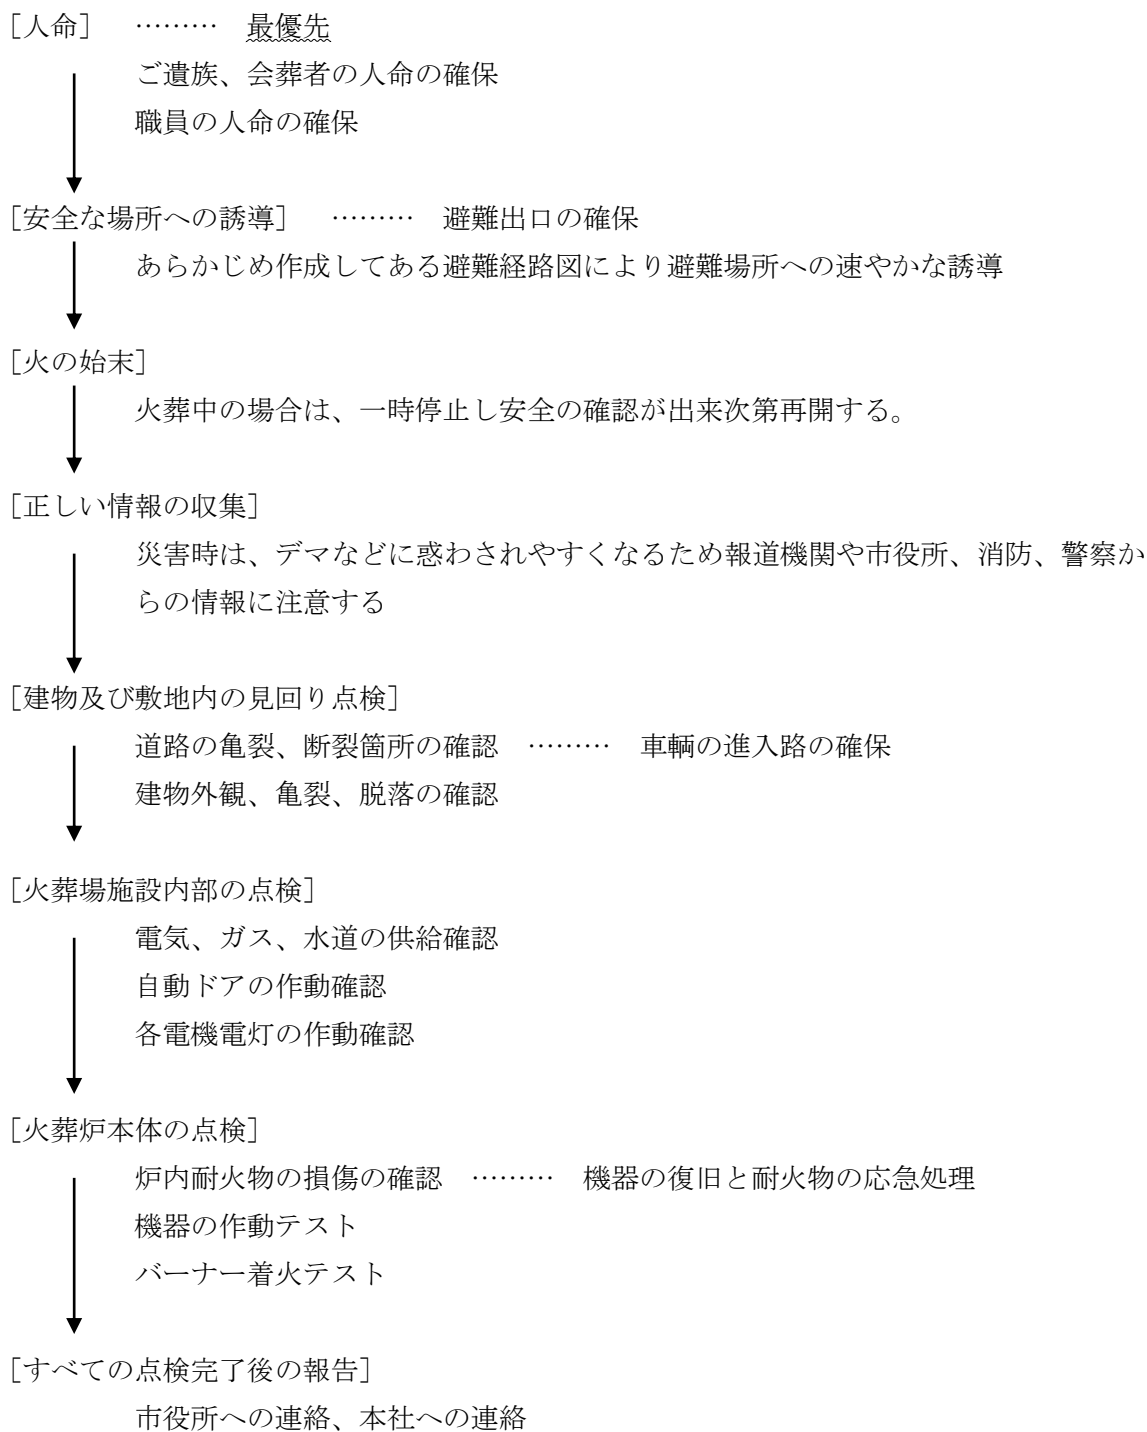 [人命]　………　最優先
ご遺族、会葬者の人命の確保
職員の人命の確保
[安全な場所への誘導]　………　避難出口の確保
あらかじめ作成してある避難経路図により避難場所への速やかな誘導
[火の始末]
火葬中の場合は、一時停止し安全の確認が出来次第再開する。
[正しい情報の収集]
災害時は、デマなどに惑わされやすくなるため報道機関や市役所、消防、警察か
らの情報に注意する
[建物及び敷地内の見回り点検]
道路の亀裂、断裂箇所の確認　………　車輌の進入路の確保
建物外観、亀裂、脱落の確認
[火葬場施設内部の点検]
電気、ガス、水道の供給確認
自動ドアの作動確認
各電機電灯の作動確認
[火葬炉本体の点検]
炉内耐火物の損傷の確認　………　機器の復旧と耐火物の応急処理
機器の作動テスト
バーナー着火テスト
[すべての点検完了後の報告]
市役所への連絡、本社への連絡